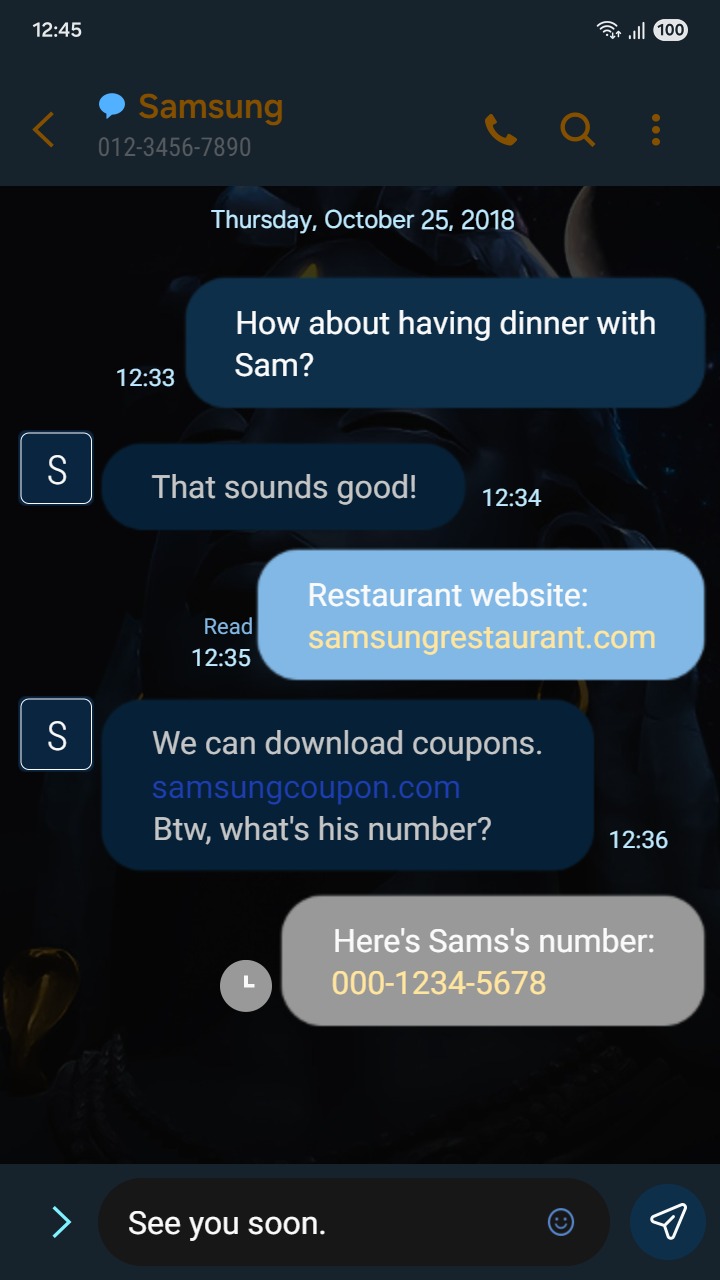 12:45
100
Samsung
012-3456-7890
Thursday, October 25, 2018
How about having dinner with
Sam?
12:33
S
That sounds good!
12:34
Restaurant website:
samsungrestaurant.com
Read
12:35
S
We can download coupons.
samsungcoupon.com
Btw, what's his number?
12:36
Here's Sams's number:
000-1234-5678
See you soon.